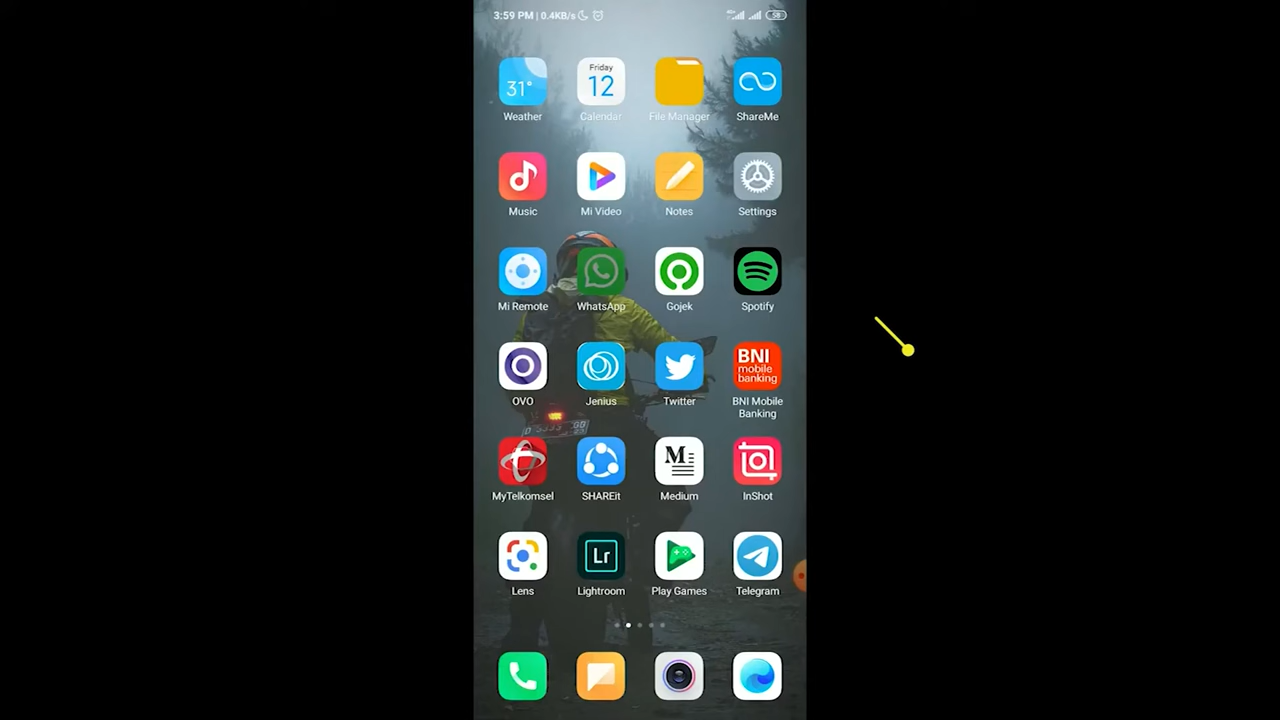 3:59 PM | 0.4KB/s
58
31°
Friday
12
Weather
Calendar
File Manager
ShareMe
Music
Mi Video
Notes
Settings
Mi Remote
WhatsApp
Gojek
Spotify
BNI
mobile
banking
OVO
Jenius
Twitter
BNI Mobile
Banking
M
MyTelkomsel
SHAREit
Medium
InShot
Lr
Lens
Lightroom
Play Games
Telegram